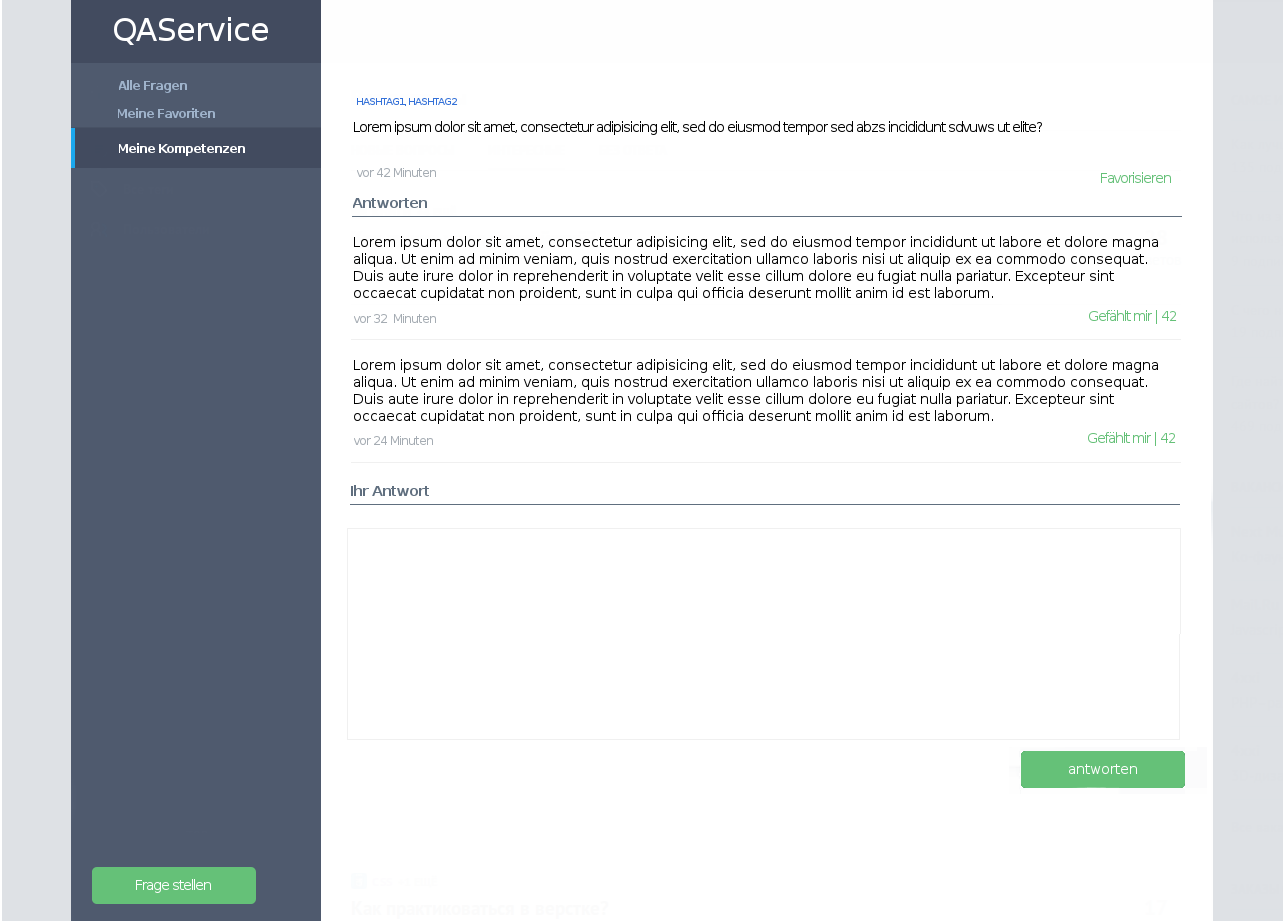 QAService
Alle Fragen
Meine Favoriten
Meine Kompetenzen
Frage stellen
HASHTAG1, HASHTAG2
Lorem ipsum dolor sit amet, consectetur adipisicing elit, sed do eiusmod tempor sed abzs incididunt sdvuws ut elite?
vor 42 Minuten
Favorisieren
Antworten
Lorem ipsum dolor sit amet, consectetur adipisicing elit, sed do eiusmod tempor incididunt ut labore et dolore magna
aliqua. Ut enim ad minim veniam, quis nostrud exercitation ullamco laboris nisi ut aliquip ex ea commodo consequat.
Duis aute irure dolor in reprehenderit in voluptate velit esse cillum dolore eu fugiat nulla pariatur. Excepteur sint
occaecat cupidatat non proident, sunt in culpa qui officia deserunt mollit anim id est laborum.
vor 32 Minuten
Gefählt mir | 42
Lorem ipsum dolor sit amet, consectetur adipisicing elit, sed do eiusmod tempor incididunt ut labore et dolore magna
aliqua. Ut enim ad minim veniam, quis nostrud exercitation ullamco laboris nisi ut aliquip ex ea commodo consequat.
Duis aute irure dolor in reprehenderit in voluptate velit esse cillum dolore eu fugiat nulla pariatur. Excepteur sint
occaecat cupidatat non proident, sunt in culpa qui officia deserunt mollit anim id est laborum.
vor 24 Minuten
Gefählt mir | 42
Ihr Antwort
antworten
Как практиковаться в верстке?